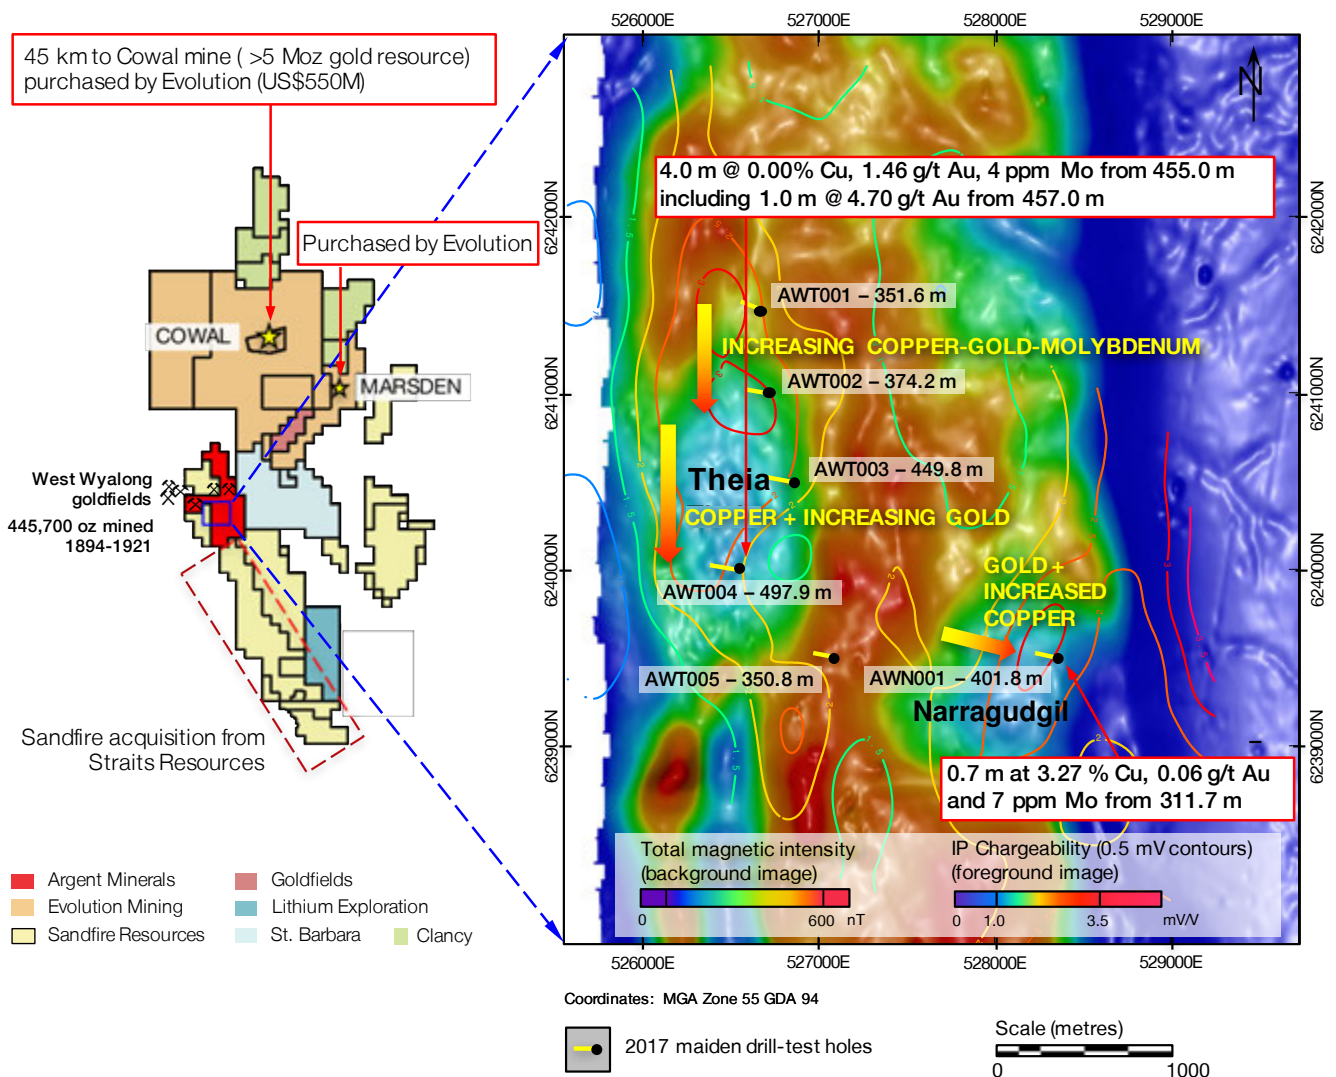 45 km to Cowal mine ( >5 Moz gold resource)
purchased by Evolution (US$550M)
Purchased by Evolution
COWAL
MARSDEN
West Wyalong
goldfields
445,700 oz mined
1894-1921
Sandfire acquisition from
Straits Resources
Argent Minerals
Evolution Mining
Sandfire Resources
Goldfields
Lithium Exploration
St. Barbara
Clancy
526000E
527000E
528000E
529000E
N
6242000N
6241000N
6240000N
6239000N
4.0 m @ 0.00% Cu, 1.46 g/t Au, 4 ppm Mo from 455.0 m
including 1.0 m @ 4.70 g/t Au from 457.0 m
AWT001 – 351.6 m
INCREASING COPPER-GOLD-MOLYBDENUM
AWT002 – 374.2 m
AWT003 – 449.8 m
Theia
COPPER + INCREASING GOLD
AWT004 – 497.9 m
GOLD +
INCREASED
COPPER
AWT005 – 350.8 m
AWN001 – 401.8 m
Narragudgil
0.7 m at 3.27 % Cu, 0.06 g/t Au
and 7 ppm Mo from 311.7 m
Total magnetic intensity
(background image)
0 600 nT
IP Chargeability (0.5 mV contours)
(foreground image)
0 1.0 3.5 mV/V
6242000N
6241000N
6240000N
6239000N
526000E
527000E
528000E
529000E
Coordinates: MGA Zone 55 GDA 94
2017 maiden drill-test holes
Scale (metres)
0 1000